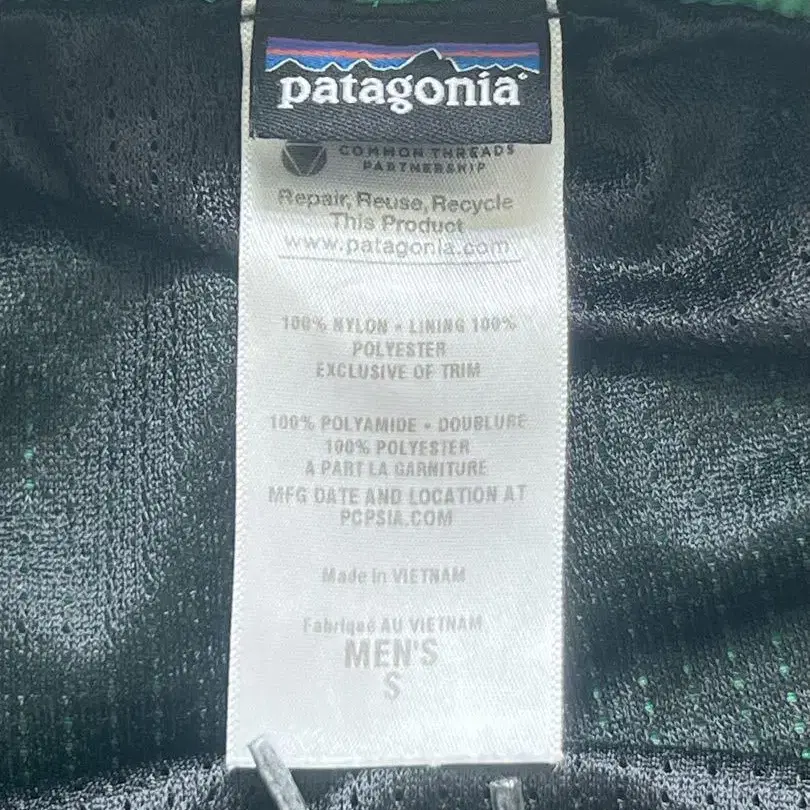 patagonia®
COMMON THREADS
PARTNERSHIP
Repair, Reuse, Recycle
This Product
www.patagonia.com
100% NYLON • LINING 100%
POLYESTER
EXCLUSIVE OF TRIM
100% POLYAMIDE • DOUBLURE
100% POLYESTER
A PART LA GARNITURE
MFG DATE AND LOCATION AT
PCPSIA.COM
Made in VIETNAM
Fabriqué AU VIETNAM
MEN'S
S